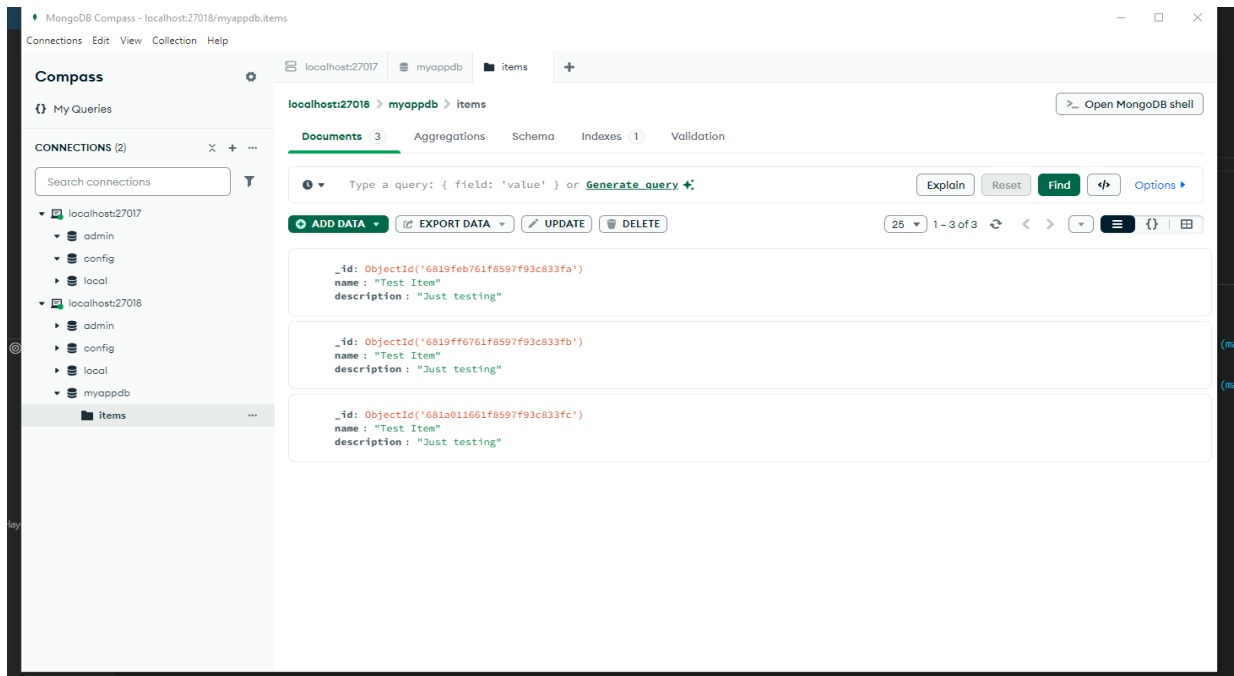 MongoDB Compass - localhost:27018/myappdb.items
Connections Edit View Collection Help
Compass
{} My Queries
CONNECTIONS (2)
Search connections
localhost:27017
admin
config
local
localhost:27018
admin
config
local
myappdb
items
localhost:27017 myappdb items
localhost:27018 > myappdb > items
>_ Open MongoDB shell
Documents 3 Aggregations Schema Indexes 1 Validation
Type a query: { field: 'value' } or Generate query
Explain Reset Find </> Options
ADD DATA EXPORT DATA UPDATE DELETE
25 1 – 3 of 3 {}
_id: ObjectId('6819feb761f8597f93c833fa')
name : "Test Item"
description : "Just testing"
_id: ObjectId('6819ff6761f8597f93c833fb')
name : "Test Item"
description : "Just testing"
_id: ObjectId('681a011661f8597f93c833fc')
name : "Test Item"
description : "Just testing"
(ma
(ma